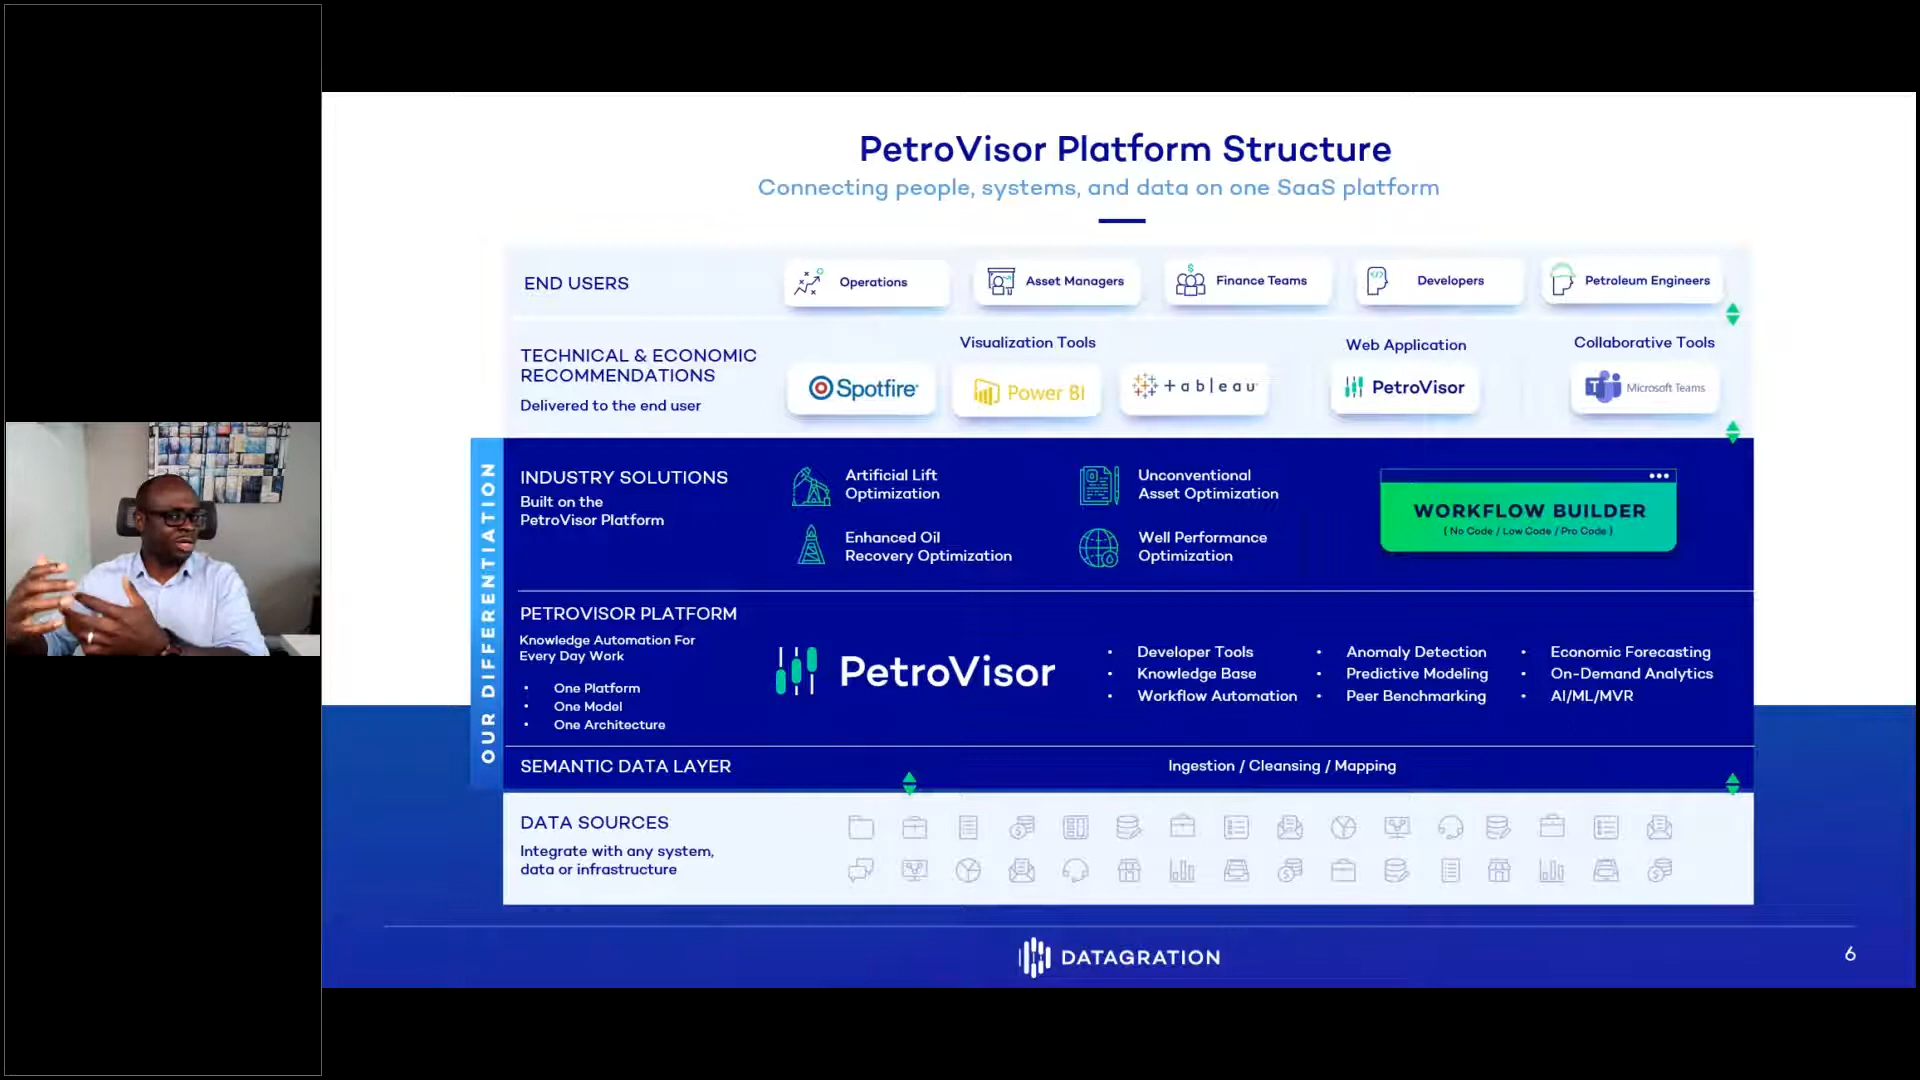 PetroVisor Platform Structure
Connecting people, systems, and data on one SaaS platform
END USERS
Operations
Asset Managers
Finance Teams
Developers
Petroleum Engineers
TECHNICAL & ECONOMIC
RECOMMENDATIONS
Delivered to the end user
Visualization Tools
Spotfire
Power BI
+ableau
Web Application
PetroVisor
Collaborative Tools
Microsoft Teams
OUR DIFFERENTIATION
INDUSTRY SOLUTIONS
Built on the
PetroVisor Platform
Artificial Lift
Optimization
Unconventional
Asset Optimization
Enhanced Oil
Recovery Optimization
Well Performance
Optimization
WORKFLOW BUILDER
( No Code / Low Code / Pro Code )
PETROVISOR PLATFORM
Knowledge Automation For
Every Day Work
• One Platform
• One Model
• One Architecture
PetroVisor
• Developer Tools
• Knowledge Base
• Workflow Automation
• Anomaly Detection
• Predictive Modeling
• Peer Benchmarking
• Economic Forecasting
• On-Demand Analytics
• AI/ML/MVR
SEMANTIC DATA LAYER
Ingestion / Cleansing / Mapping
DATA SOURCES
Integrate with any system,
data or infrastructure
DATAGRATION
6